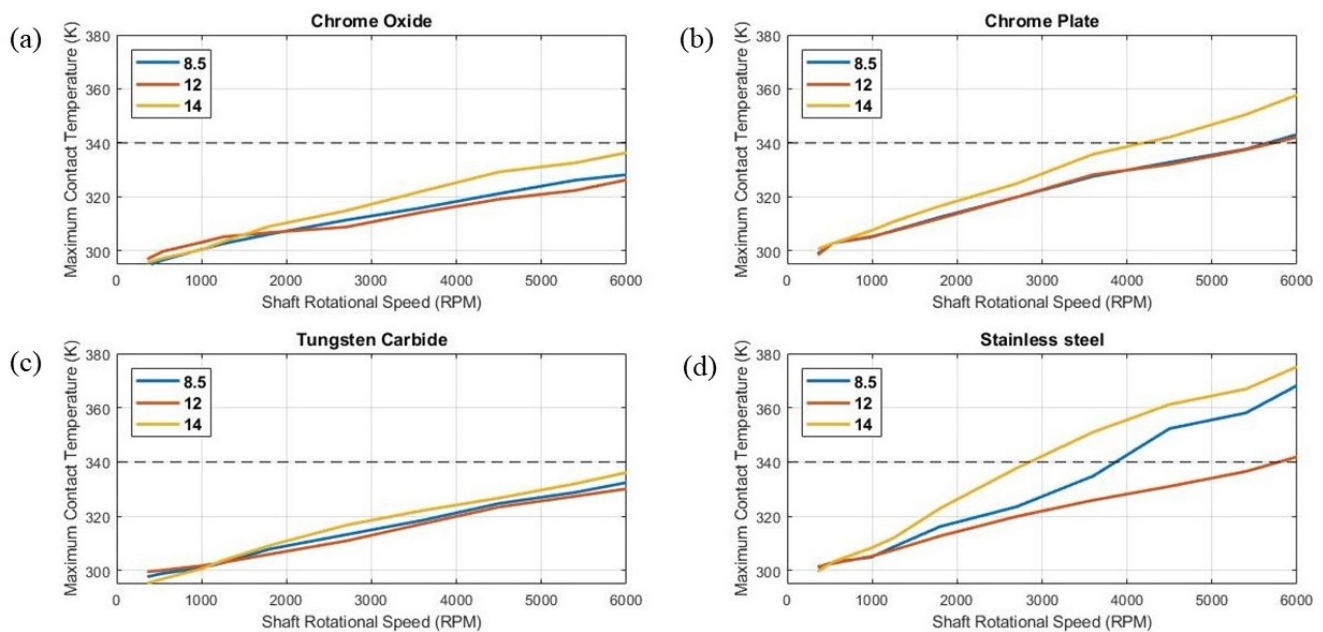 (a)
Chrome Oxide
Maximum Contact Temperature (K)
380
360
340
320
300
8.5
12
14
0 1000 2000 3000 4000 5000 6000
Shaft Rotational Speed (RPM)
(b)
Chrome Plate
Maximum Contact Temperature (K)
380
360
340
320
300
8.5
12
14
0 1000 2000 3000 4000 5000 6000
Shaft Rotational Speed (RPM)
(c)
Tungsten Carbide
Maximum Contact Temperature (K)
380
360
340
320
300
8.5
12
14
0 1000 2000 3000 4000 5000 6000
Shaft Rotational Speed (RPM)
(d)
Stainless steel
Maximum Contact Temperature (K)
380
360
340
320
300
8.5
12
14
0 1000 2000 3000 4000 5000 6000
Shaft Rotational Speed (RPM)